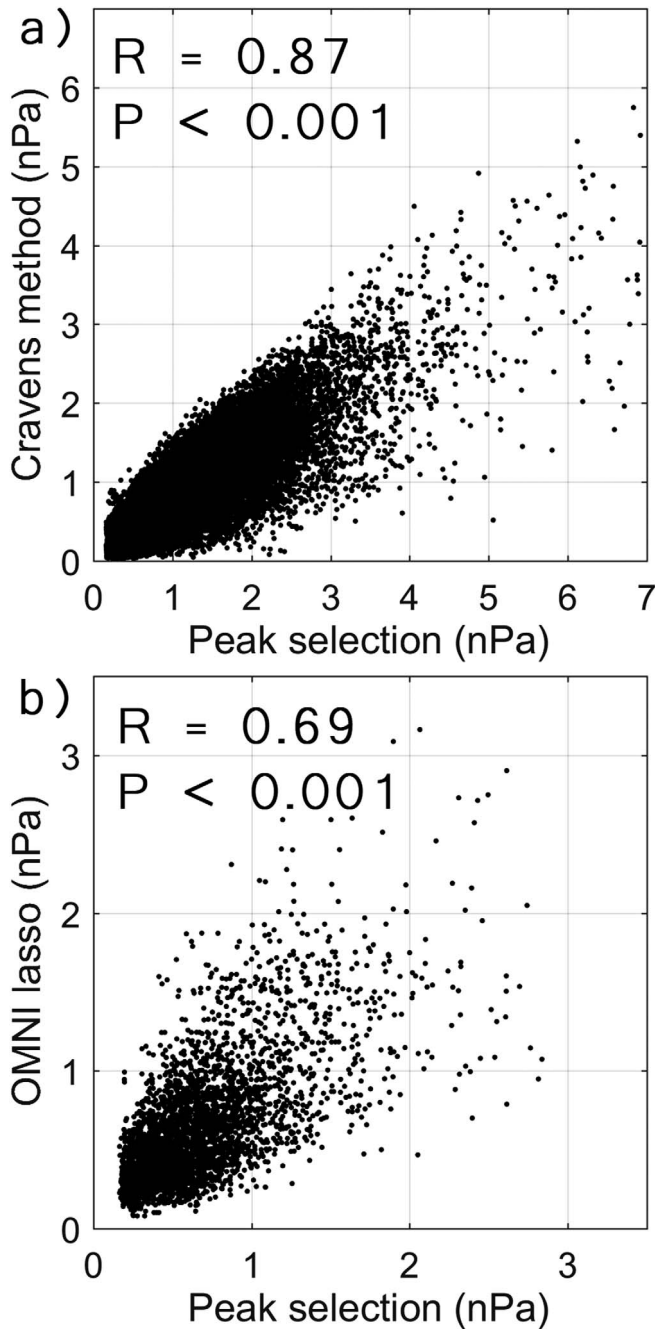 a)
R = 0.87
P < 0.001
Cravens method (nPa)
6
5
4
3
2
1
0
0 1 2 3 4 5 6 7
Peak selection (nPa)
b)
R = 0.69
P < 0.001
OMNI lasso (nPa)
3
2
1
0
0 1 2 3
Peak selection (nPa)